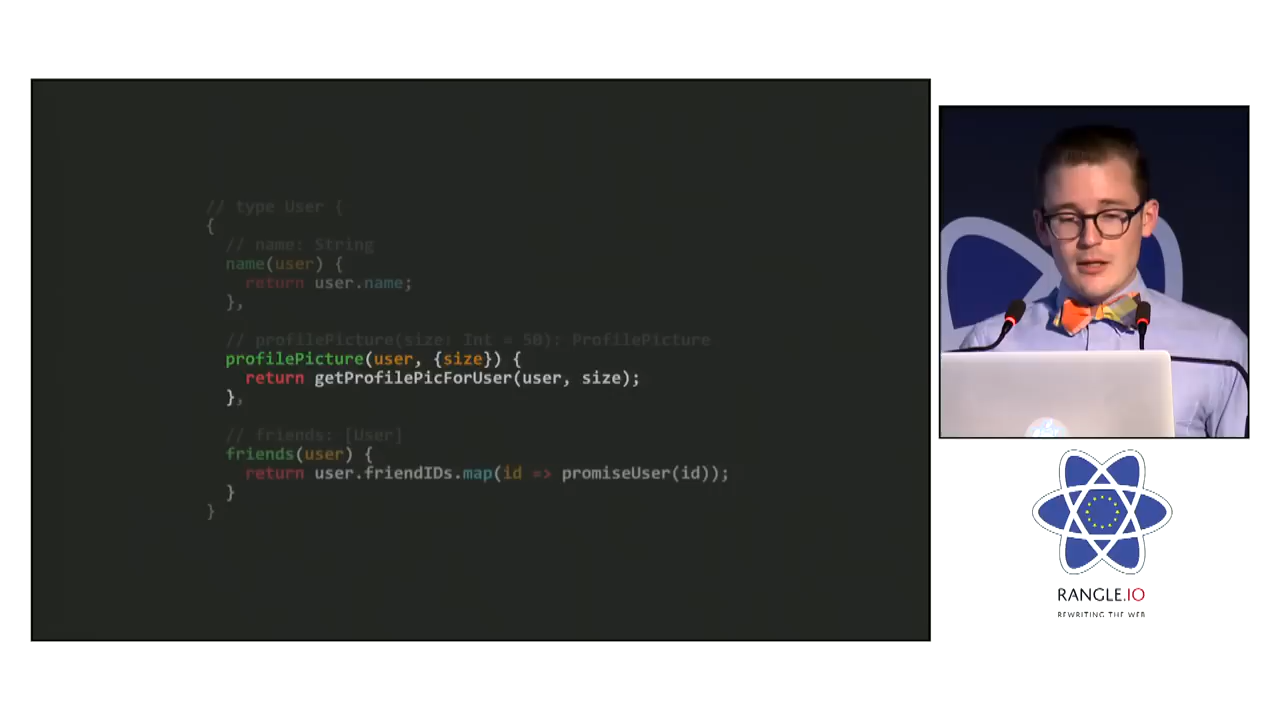 // type User {
{
// name: String
name(user) {
return user.name;
},
// profilePicture(size: Int = 50): ProfilePicture
profilePicture(user, {size}) {
return getProfilePicForUser(user, size);
},
// friends: [User]
friends(user) {
return user.friendIDs.map(id => promiseUser(id));
}
}
RANGLE.IO
REWRITING THE WEB